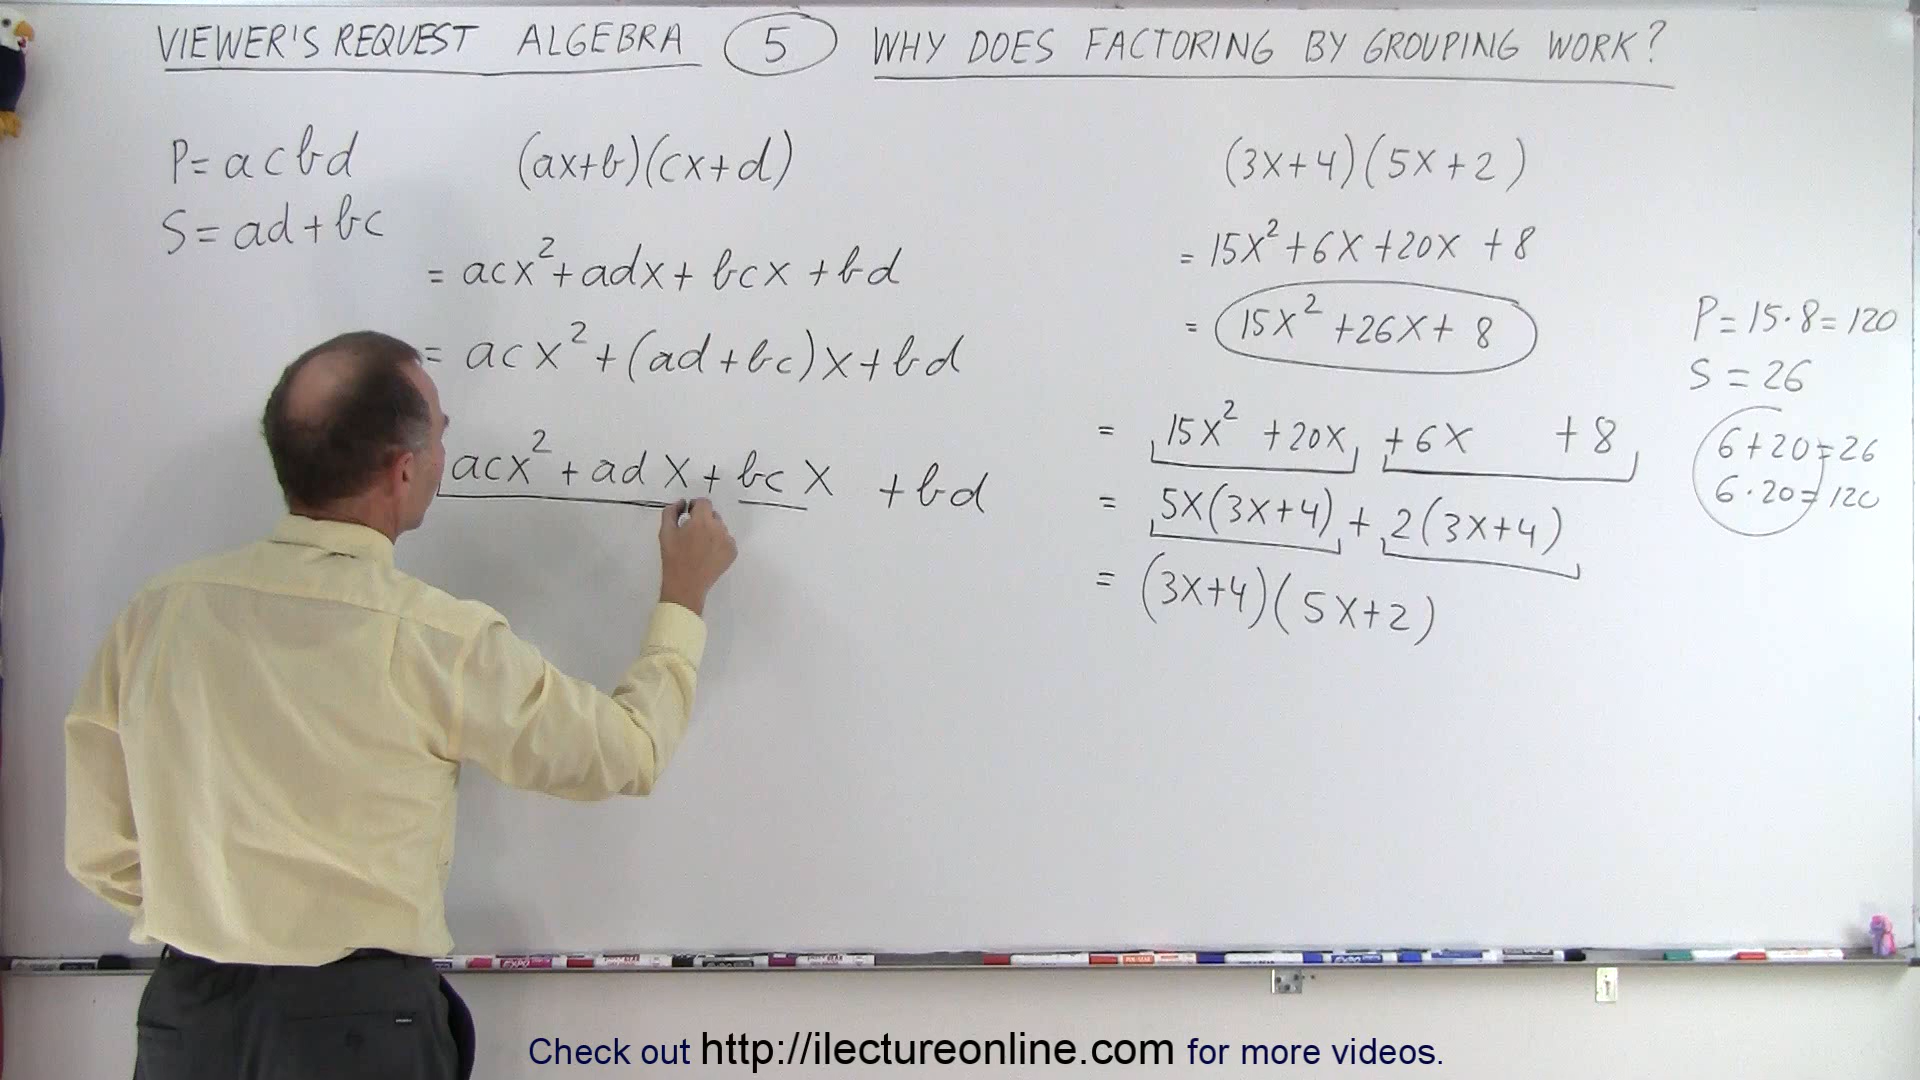 VIEWER'S REQUEST ALGEBRA 5 WHY DOES FACTORING BY GROUPING WORK?
P = acbd
S = ad + bc
(ax+b)(cx+d)
= acx² + adx + bcx + bd
= acx² + (ad + bc)x + bd
acx² + adx + bcx + bd
(3x+4)(5x+2)
= 15x² + 6x + 20x + 8
= 15x² + 26x + 8
= 15x² + 20x + 6x + 8
= 5x(3x+4) + 2(3x+4)
= (3x+4)(5x+2)
P = 15·8 = 120
S = 26
6+20=26
6·20=120
Check out http://ilectureonline.com for more videos.